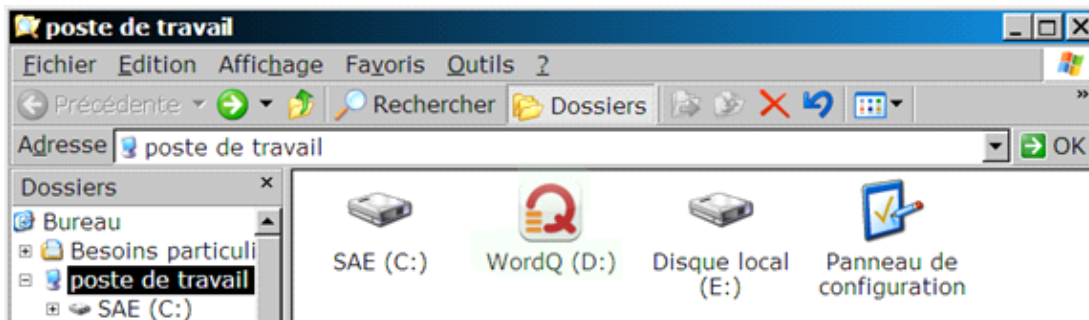 poste de travail
Fichier Edition Affichage Favoris Outils ?
Précédente Rechercher Dossiers »
Adresse poste de travail OK
Dossiers ×
Bureau
Besoins particuli
poste de travail
SAE (C:)
SAE (C:) WordQ (D:) Disque local (E:) Panneau de configuration